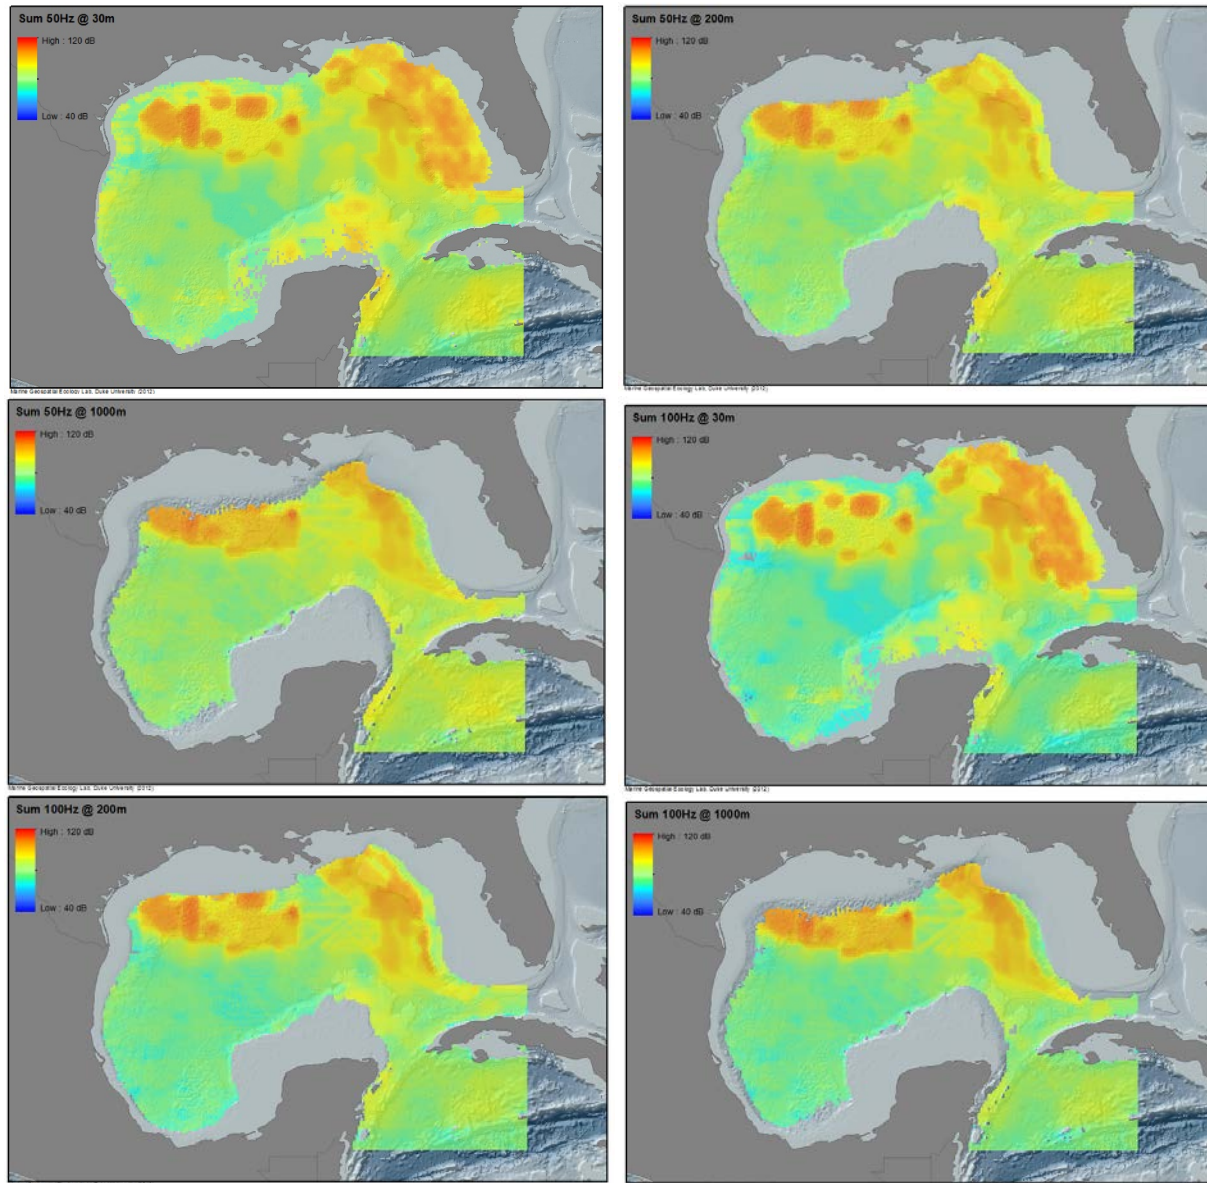 Sum 50Hz @ 30m
High : 120 dB
Low : 40 dB
Marine Geospatial Ecology Lab, Duke University (2012)
Sum 50Hz @ 200m
High : 120 dB
Low : 40 dB
Marine Geospatial Ecology Lab, Duke University (2012)
Sum 50Hz @ 1000m
High : 120 dB
Low : 40 dB
Marine Geospatial Ecology Lab, Duke University (2012)
Sum 100Hz @ 30m
High : 120 dB
Low : 40 dB
Marine Geospatial Ecology Lab, Duke University (2012)
Sum 100Hz @ 200m
High : 120 dB
Low : 40 dB
Sum 100Hz @ 1000m
High : 120 dB
Low : 40 dB